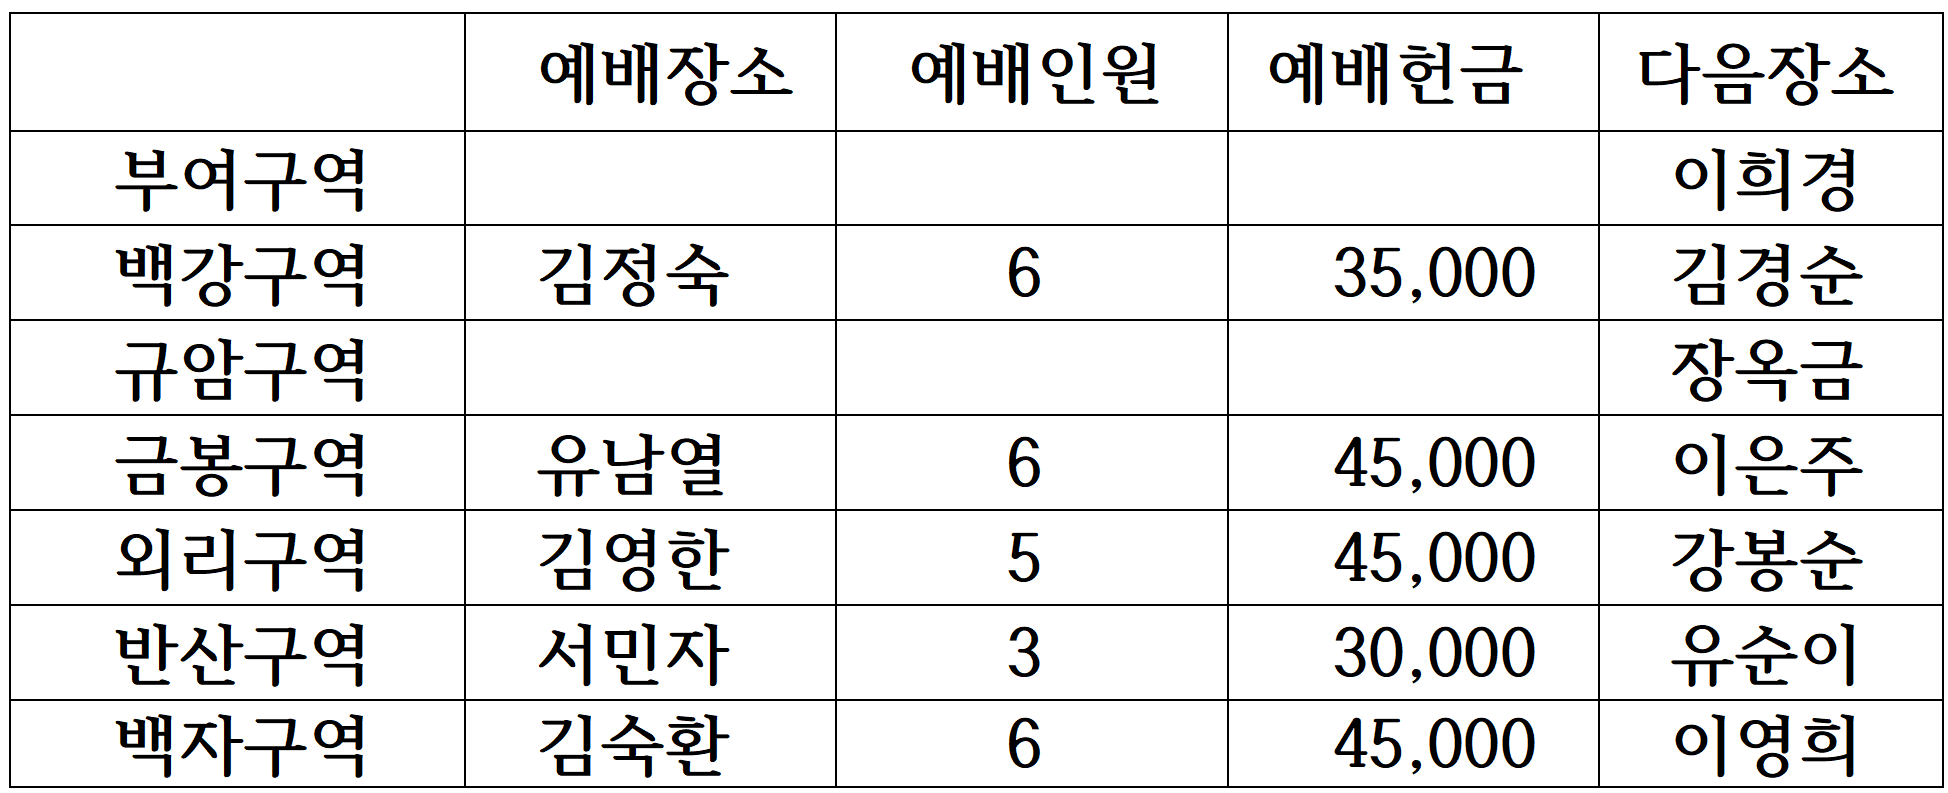 예배장소 예배인원 예배헌금 다음장소
부여구역 이희경
백강구역 김정숙 6 35,000 김경순
규암구역 장옥금
금봉구역 유남열 6 45,000 이은주
외리구역 김영한 5 45,000 강봉순
반산구역 서민자 3 30,000 유순이
백자구역 김숙환 6 45,000 이영희